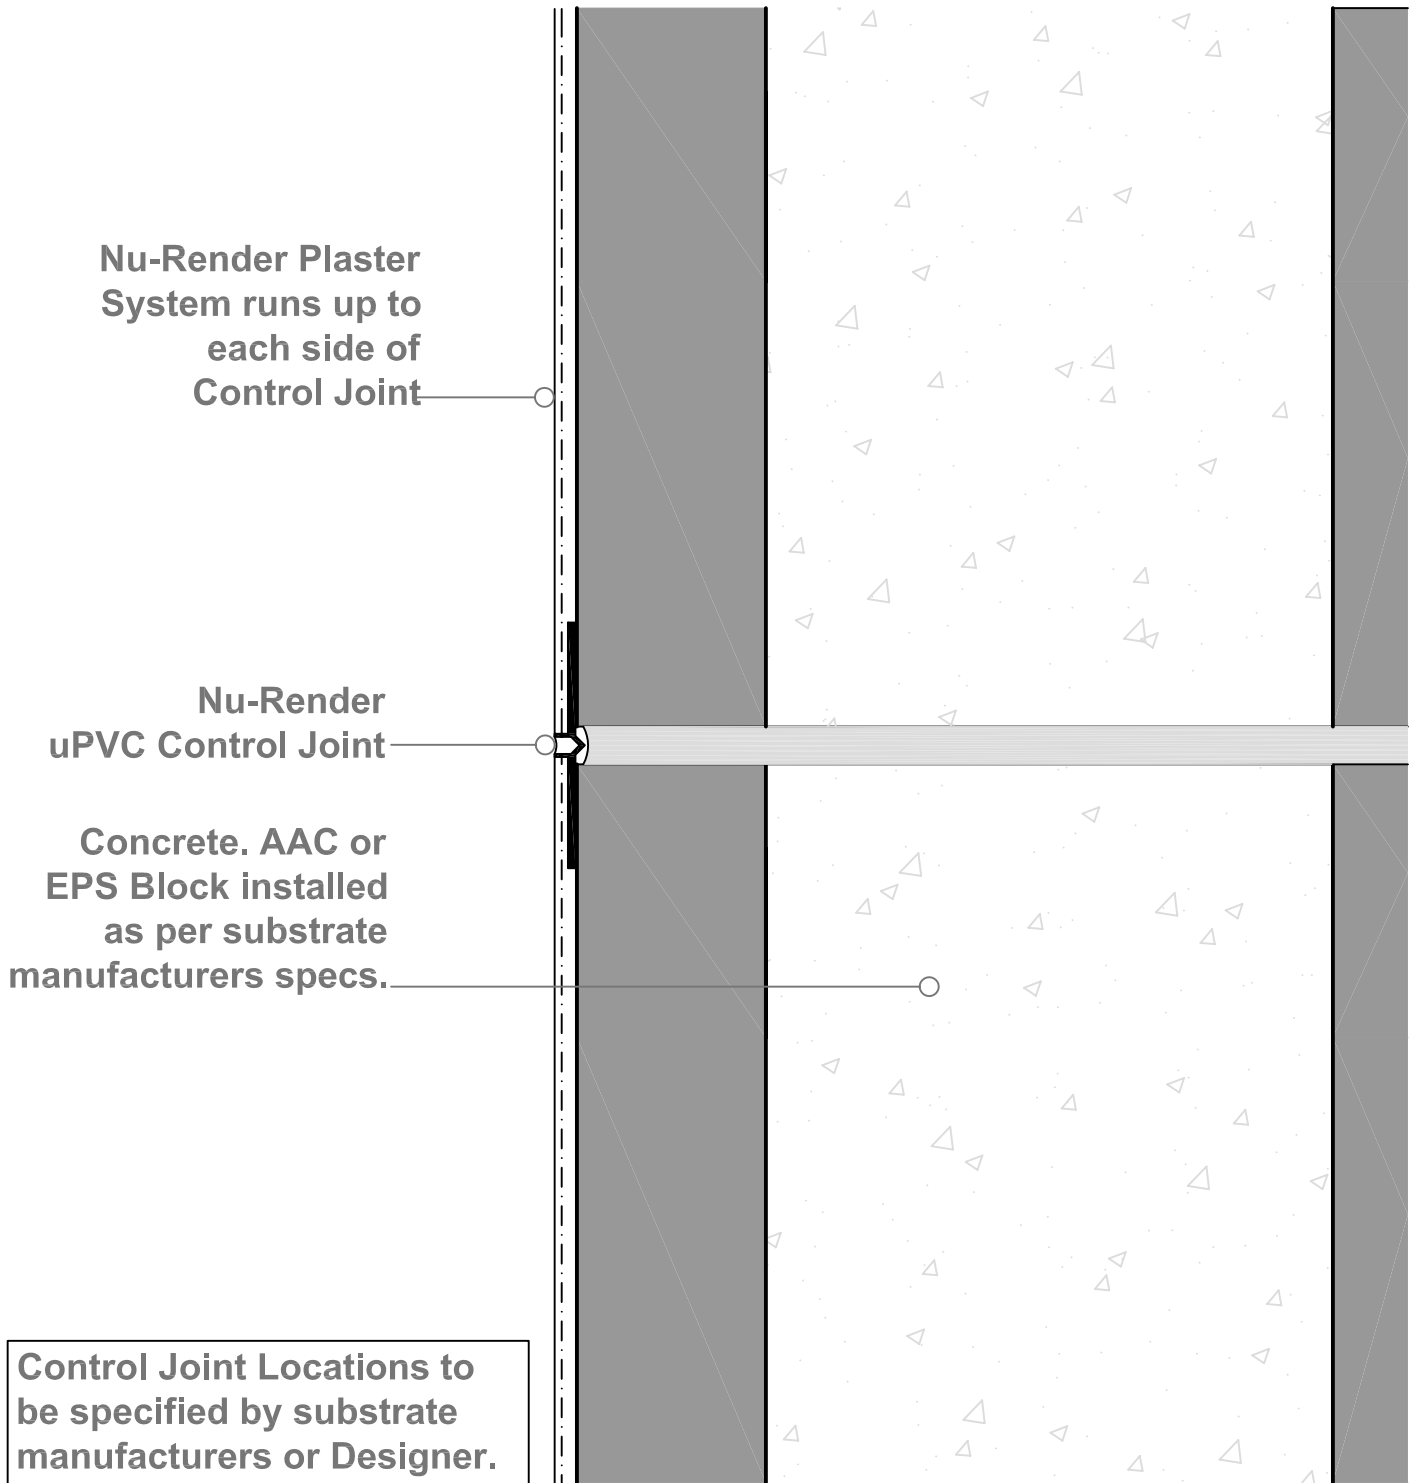 Nu-Render Plaster
System runs up to
each side of
Control Joint
Nu-Render
uPVC Control Joint
Concrete. AAC or
EPS Block installed
as per substrate
manufacturers specs.
Control Joint Locations to
be specified by substrate
manufacturers or Designer.